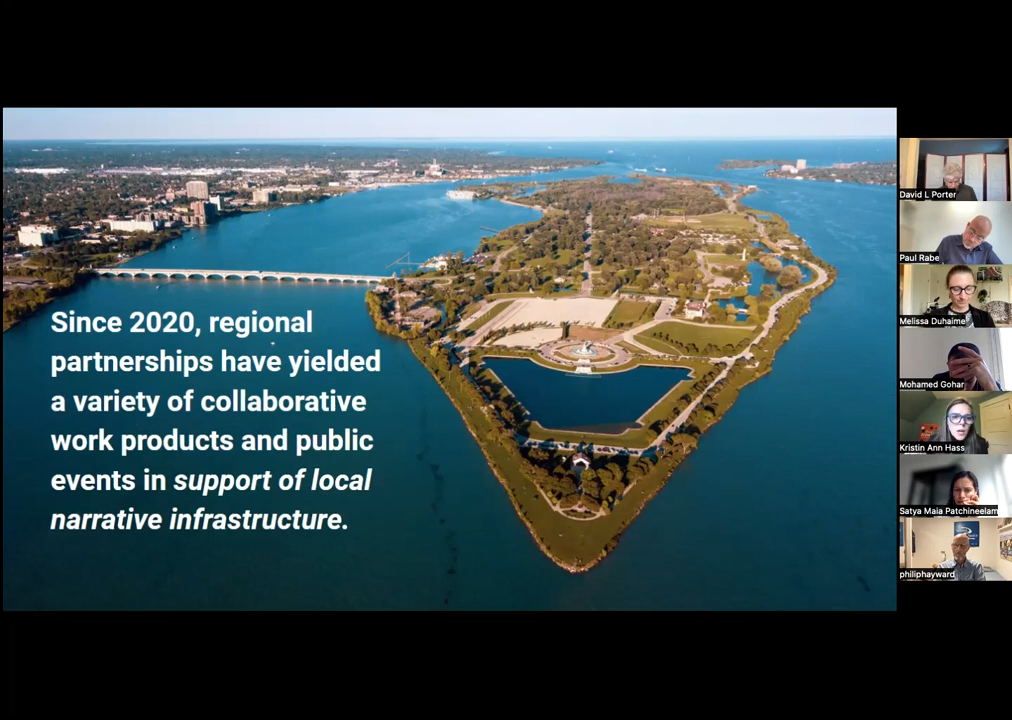 Since 2020, regional
partnerships have yielded
a variety of collaborative
work products and public
events in support of local
narrative infrastructure.
David L Porter
Paul Rabe
Melissa Duhaime
Mohamed Gohar
Kristin Ann Hass
Satya Maia Patchineelam
philiphayward